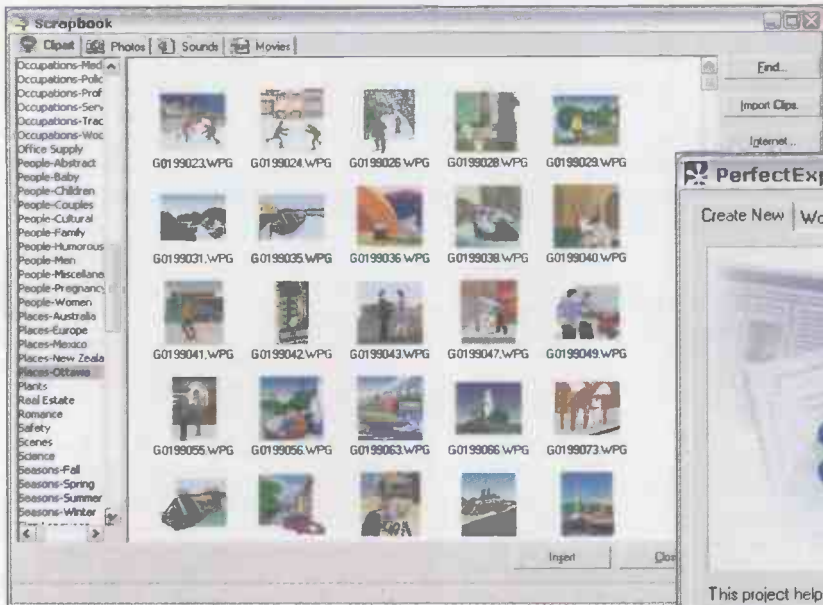 Scrapbook
Clipart Photos Sounds Movies
Occupations-Med
Occupations-Polic
Occupations-Prof
Occupations-Serv
Occupations-Trac
Occupations-Woc
Office Supply
People-Abstract
People-Baby
People-Children
People-Couples
People-Cultural
People-Family
People-Humorous
People-Men
People-Miscellane
People-Pregnancy
People-Women
Places-Australia
Places-Europe
Places-Mexico
Places-New Zeala
Places-Ottawa
Plants
Real Estate
Romance
Safety
Scenes
Science
Seasons-Fall
Seasons-Spring
Seasons-Summer
Seasons-Winter
G0199023.WPG G0199024.WPG G0199026.WPG G0199028.WPG G0199029.WPG
G0199031.WPG G0199035.WPG G0199036.WPG G0199038.WPG G0199040.WPG
G0199041.WPG G0199042.WPG G0199043.WPG G0199047.WPG G0199049.WPG
G0199055.WPG G0199056.WPG G0199063.WPG G0199066.WPG G0199073.WPG
Find...
Import Clips.
Internet...
Insert
Clos
PerfectExp
Create New Wo
This project help